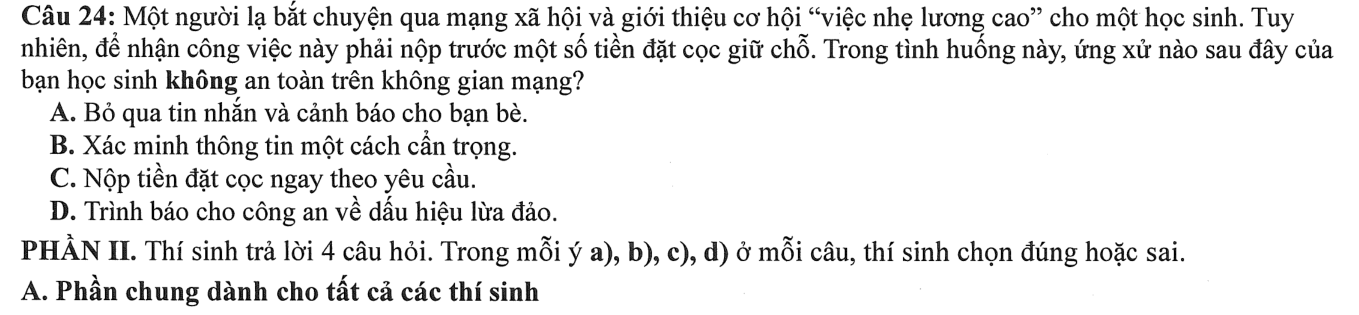 Câu 24: Một người lạ bắt chuyện qua mạng xã hội và giới thiệu cơ hội “việc nhẹ lương cao” cho một học sinh. Tuy
nhiên, để nhận công việc này phải nộp trước một số tiền đặt cọc giữ chỗ. Trong tình huống này, ứng xử nào sau đây của
bạn học sinh không an toàn trên không gian mạng?
A. Bỏ qua tin nhắn và cảnh báo cho bạn bè.
B. Xác minh thông tin một cách cẩn trọng.
C. Nộp tiền đặt cọc ngay theo yêu cầu.
D. Trình báo cho công an về dấu hiệu lừa đảo.
PHẦN II. Thí sinh trả lời 4 câu hỏi. Trong mỗi ý a), b), c), d) ở mỗi câu, thí sinh chọn đúng hoặc sai.
A. Phần chung dành cho tất cả các thí sinh